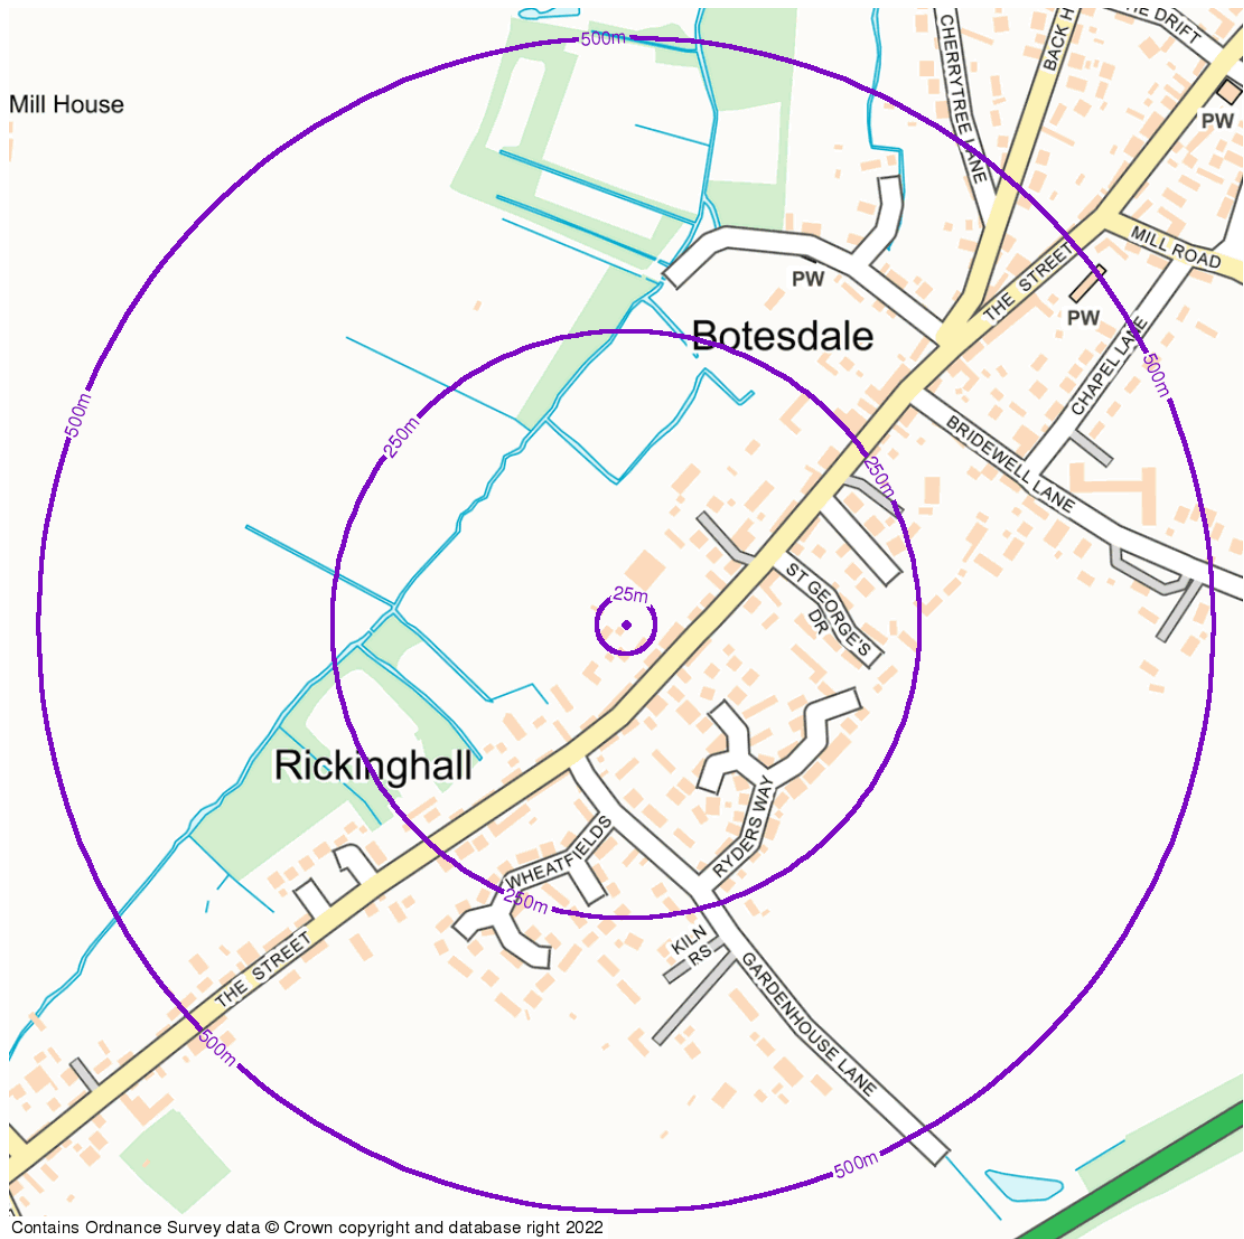 THE DRIFT
500m
CHERRYTREE LANE
BACK H
Mill House
PW
MILL ROAD
THE STREET
PW
PW
Botesdale
CHAPEL LANE
500m
500m
250m
BRIDEWELL LANE
250m
ST GEORGE'S
DR
25m
Rickinghall
RYDERS WAY
WHEATFIELDS
250m
KILN
RS
THE STREET
GARDENHOUSE LANE
500m
500m
Contains Ordnance Survey data © Crown copyright and database right 2022